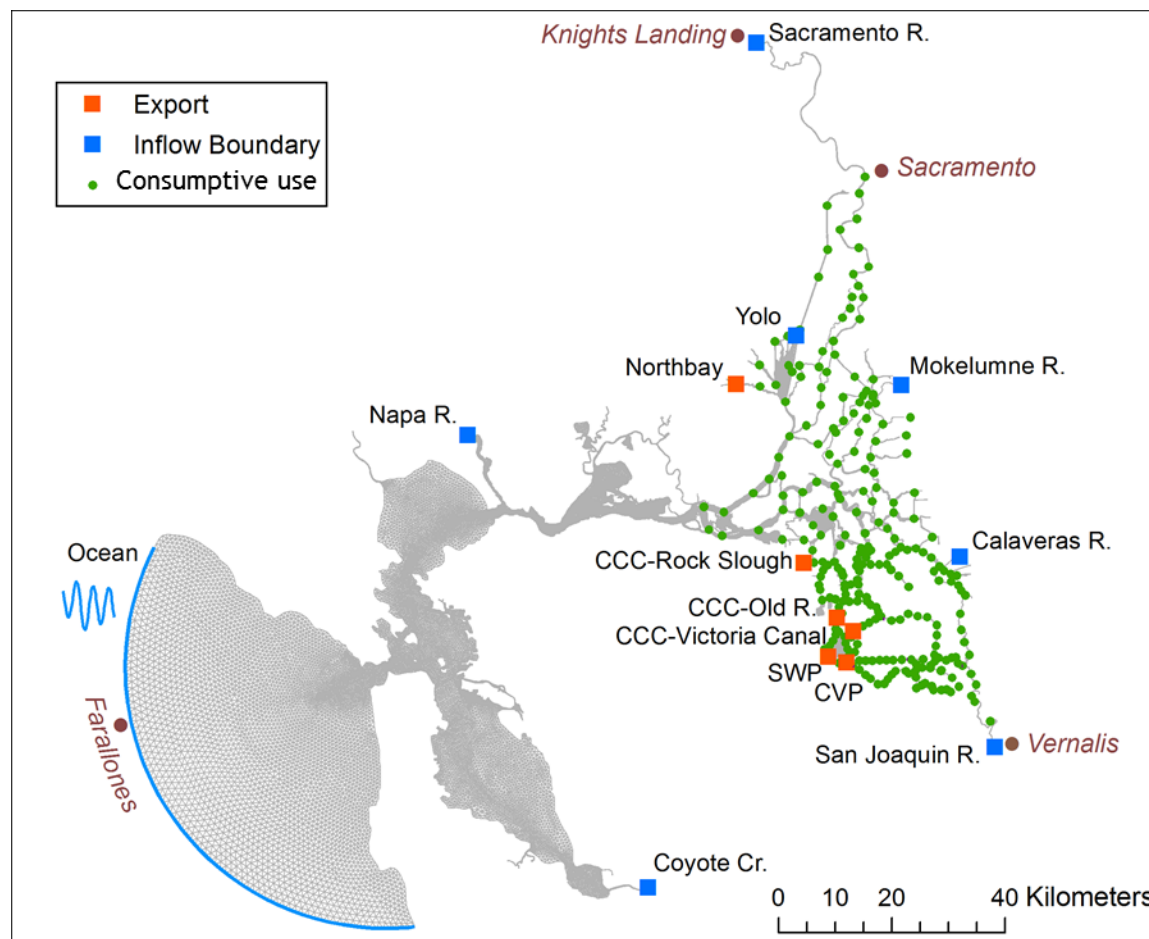 Knights Landing
Sacramento R.
Export
Inflow Boundary
Consumptive use
Sacramento
Yolo
Northbay
Mokelumne R.
Napa R.
Ocean
CCC-Rock Slough
Calaveras R.
CCC-Old R.
CCC-Victoria Canal
SWP
CVP
Farallones
San Joaquin R.
Vernalis
Coyote Cr.
0 10 20 40 Kilometers